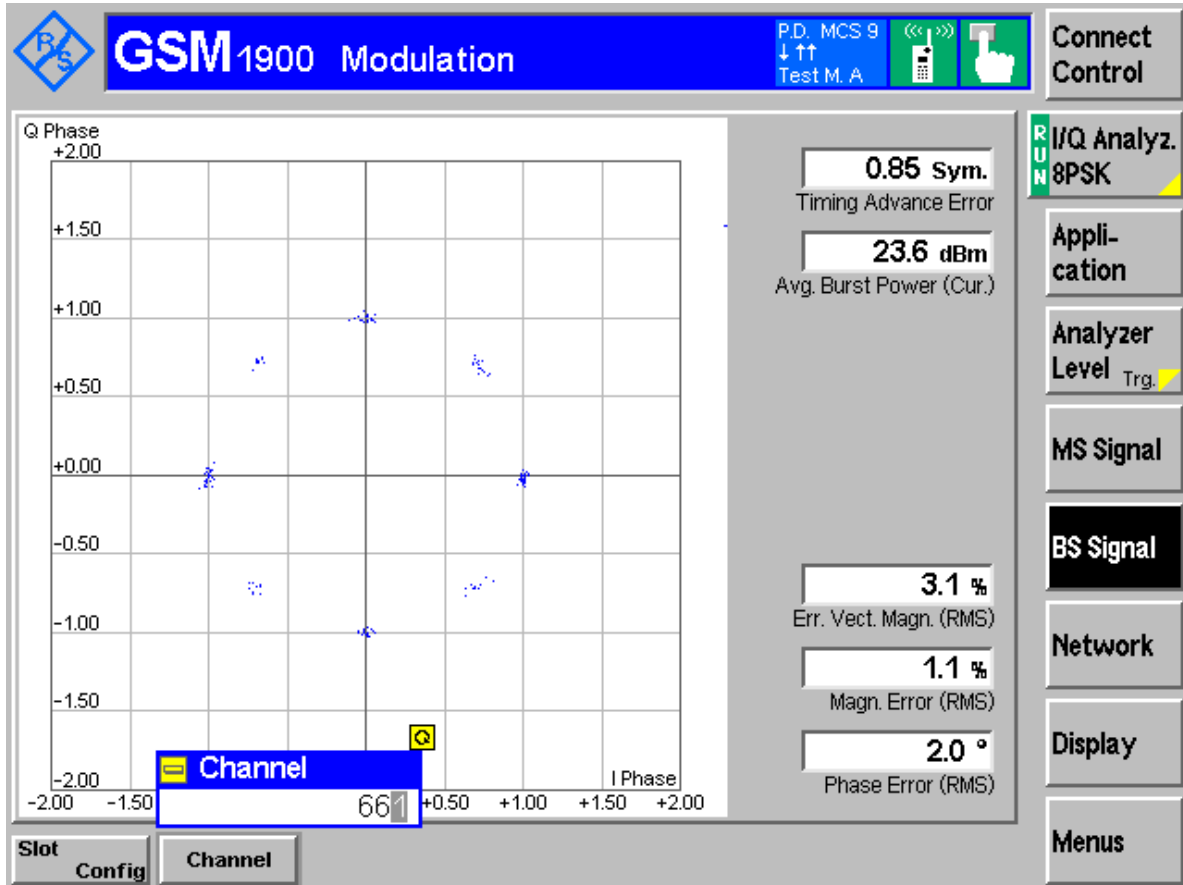 R/S
GSM 1900 Modulation
P.D. MCS 9
↓ ↑↑
Test M. A
Connect
Control
RUN
I/Q Analyz.
8PSK
Appli-
cation
Analyzer
Level Trg.
MS Signal
BS Signal
Network
Display
Menus
Q Phase
+2.00
+1.50
+1.00
+0.50
+0.00
-0.50
-1.00
-1.50
-2.00
I Phase
-2.00 -1.50 +0.50 +1.00 +1.50 +2.00
0.85 Sym.
Timing Advance Error
23.6 dBm
Avg. Burst Power (Cur.)
3.1 %
Err. Vect. Magn. (RMS)
1.1 %
Magn. Error (RMS)
2.0 °
Phase Error (RMS)
Q
Channel
661
Slot
Config
Channel